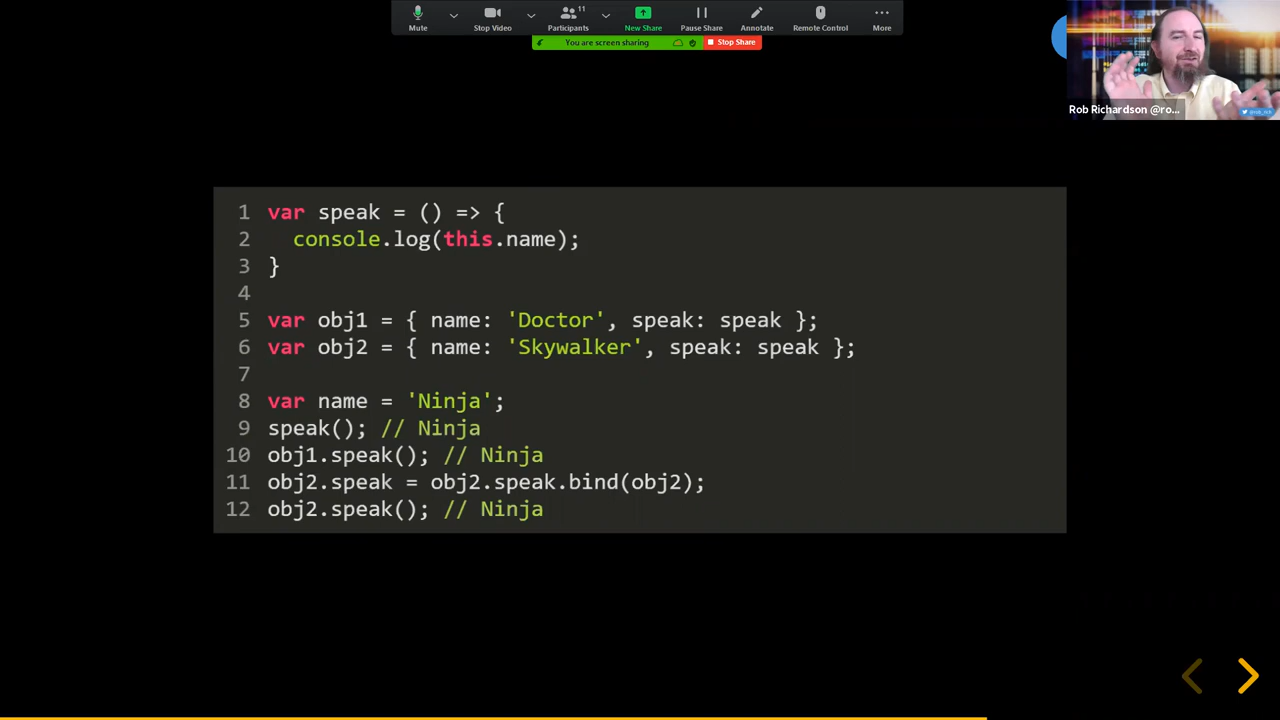 11
Mute
Stop Video
Participants
New Share
Pause Share
Annotate
Remote Control
More
You are screen sharing
Stop Share
Rob Richardson @ro...
1 var speak = () => {
2 console.log(this.name);
3 }
4
5 var obj1 = { name: 'Doctor', speak: speak };
6 var obj2 = { name: 'Skywalker', speak: speak };
7
8 var name = 'Ninja';
9 speak(); // Ninja
10 obj1.speak(); // Ninja
11 obj2.speak = obj2.speak.bind(obj2);
12 obj2.speak(); // Ninja